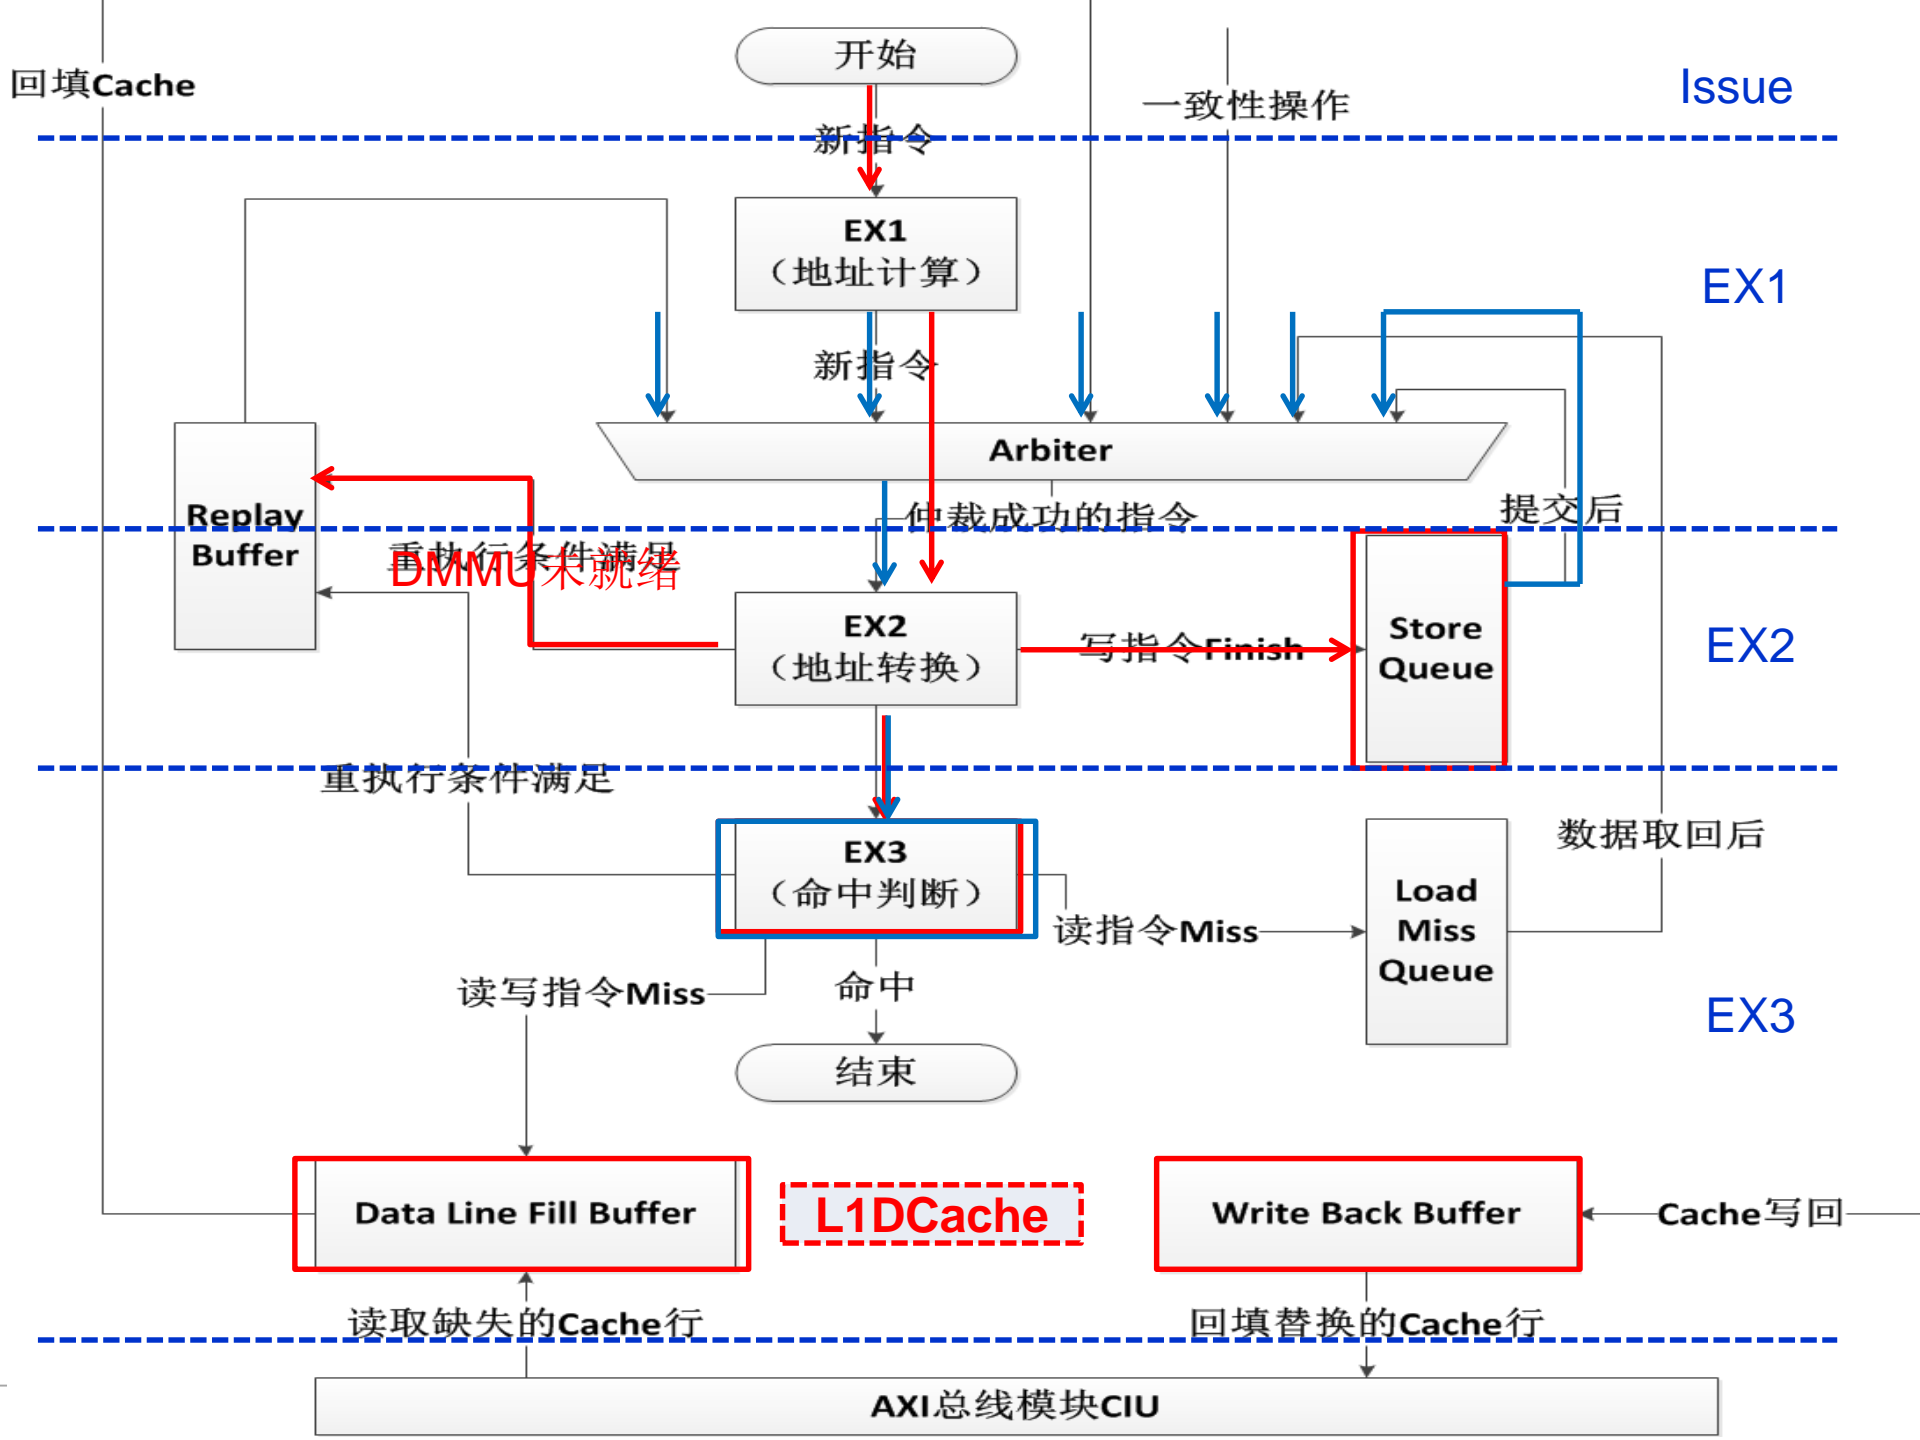 开始
回填Cache
一致性操作
Issue
新指令
EX1
（地址计算）
EX1
新指令
Arbiter
仲裁成功的指令
提交后
Replay
Buffer
重执行条件满足
DMMU未就绪
EX2
（地址转换）
写指令Finish
Store
Queue
EX2
重执行条件满足
EX3
（命中判断）
数据取回后
Load
Miss
Queue
读指令Miss
读写指令Miss
命中
EX3
结束
Data Line Fill Buffer
L1DCache
Write Back Buffer
Cache写回
读取缺失的Cache行
回填替换的Cache行
AXI总线模块CIU